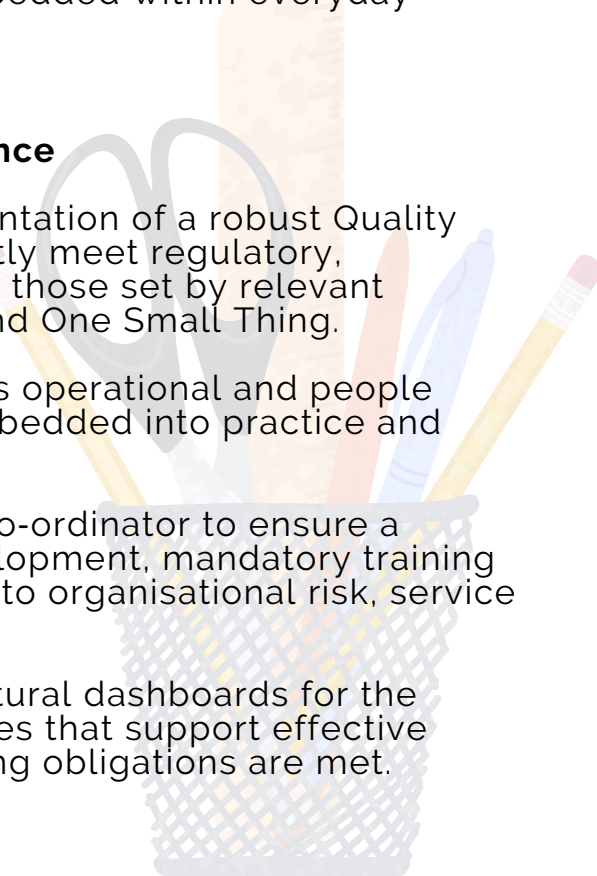 within everyday
nce
ntation of a robust Quality
tly meet regulatory,
those set by relevant
nd One Small Thing.
s operational and people
bedded into practice and
o-ordinator to ensure a
lopment, mandatory training
to organisational risk, service
tural dashboards for the
es that support effective
ng obligations are met.